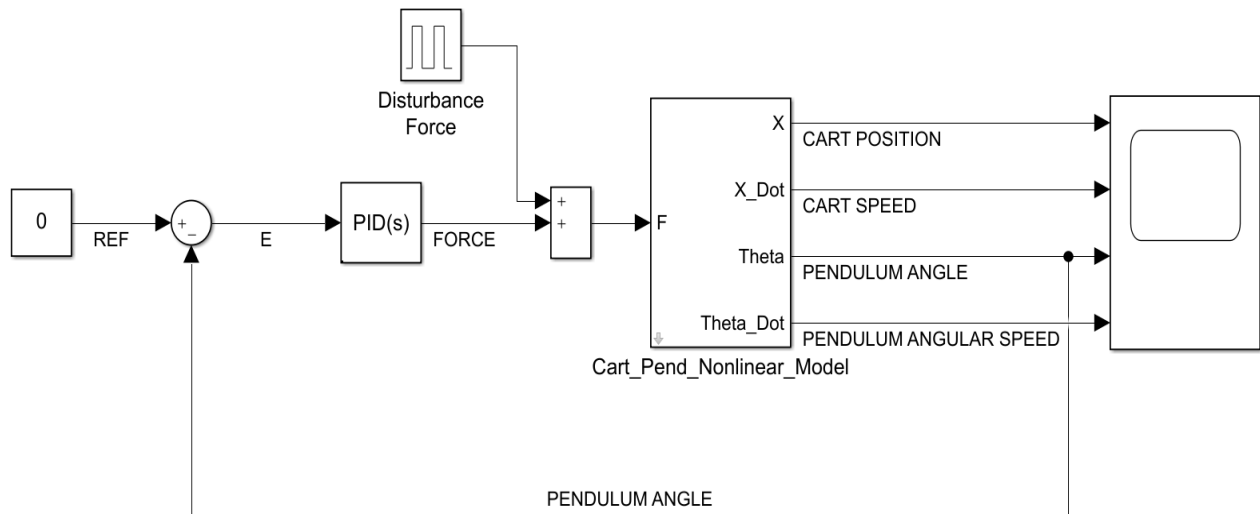 Disturbance
Force
X
CART POSITION
0
REF
+
−
E
PID(s)
FORCE
+
+
F
X_Dot
CART SPEED
Theta
PENDULUM ANGLE
Theta_Dot
PENDULUM ANGULAR SPEED
Cart_Pend_Nonlinear_Model
PENDULUM ANGLE